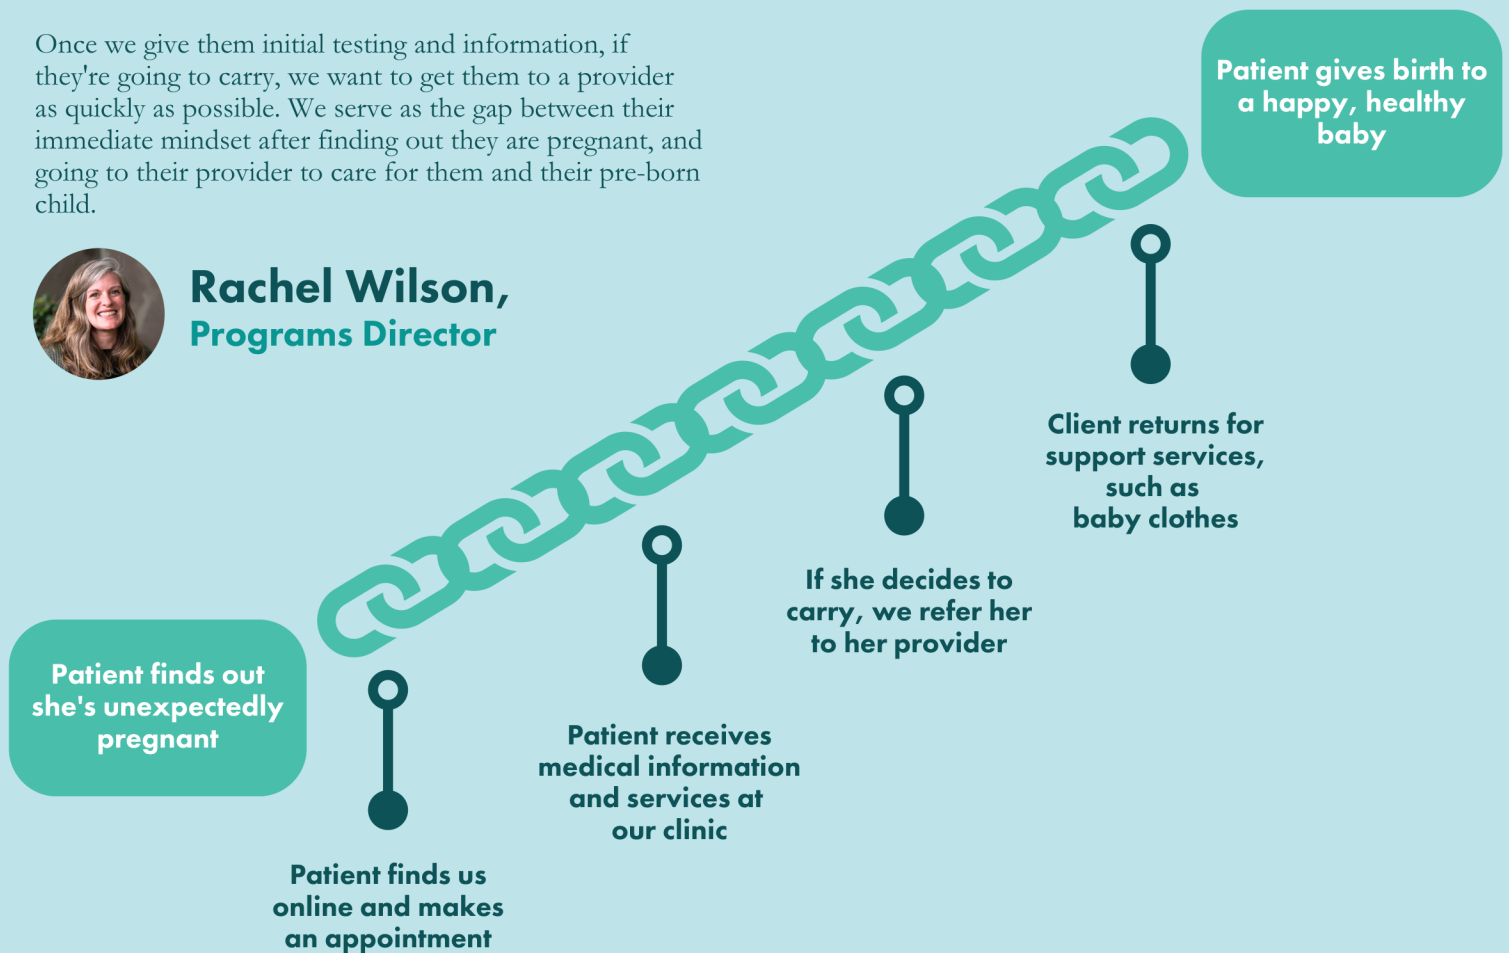 Once we give them initial testing and information, if
they're going to carry, we want to get them to a provider
as quickly as possible. We serve as the gap between their
immediate mindset after finding out they are pregnant, and
going to their provider to care for them and their pre-born
child.
Rachel Wilson,
Programs Director
Patient gives birth to
a happy, healthy
baby
Client returns for
support services,
such as
baby clothes
If she decides to
carry, we refer her
to her provider
Patient finds out
she's unexpectedly
pregnant
Patient receives
medical information
and services at
our clinic
Patient finds us
online and makes
an appointment